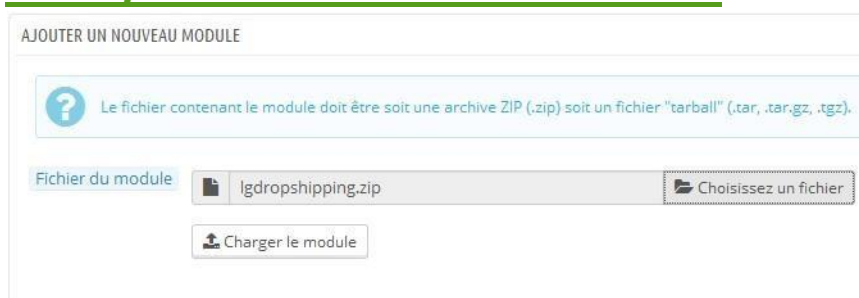 AJOUTER UN NOUVEAU MODULE
Le fichier contenant le module doit être soit une archive ZIP (.zip) soit un fichier "tarball" (.tar, .tar.gz, .tgz).
Fichier du module
lgdropshipping.zip
Choisissez un fichier
Charger le module